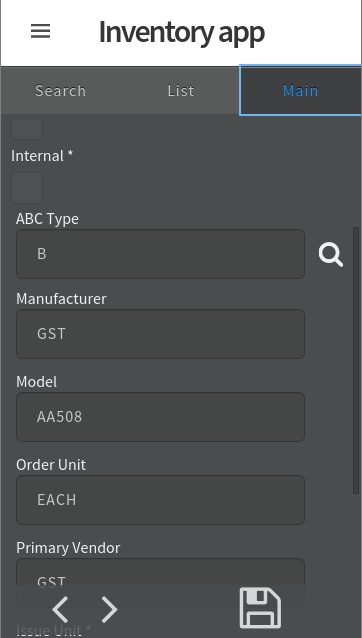 Inventory app
Search List Main
Internal *
ABC Type
B
Manufacturer
GST
Model
AA508
Order Unit
EACH
Primary Vendor
GST
Issue Unit *